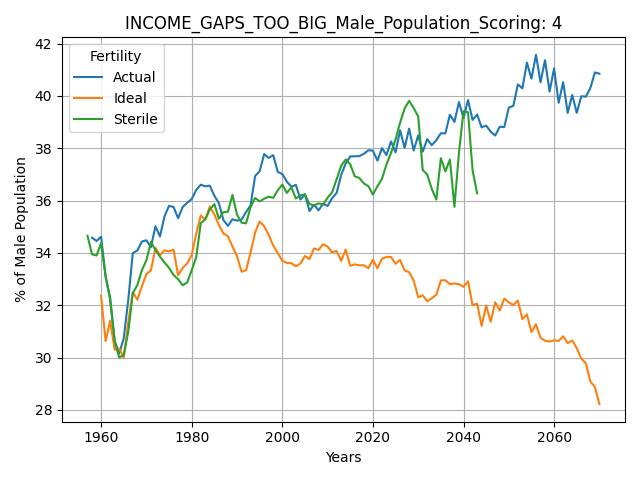 INCOME_GAPS_TOO_BIG_Male_Population_Scoring: 4
Fertility
Actual
Ideal
Sterile
% of Male Population
42
40
38
36
34
32
30
28
1960
1980
2000
2020
2040
2060
Years